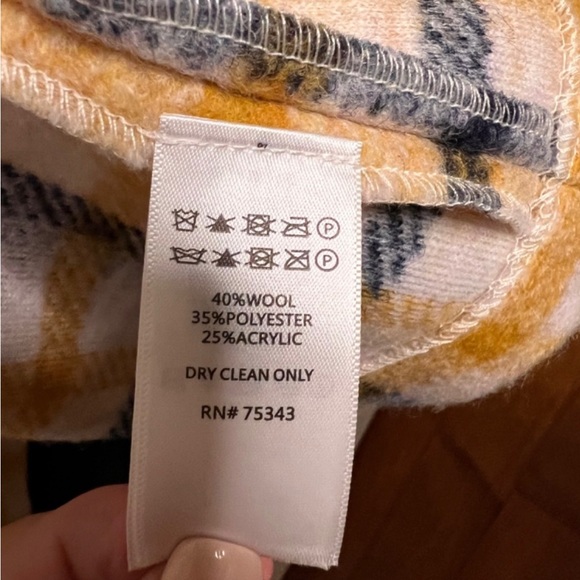 P
P
40%WOOL
35%POLYESTER
25%ACRYLIC
DRY CLEAN ONLY
RN# 75343